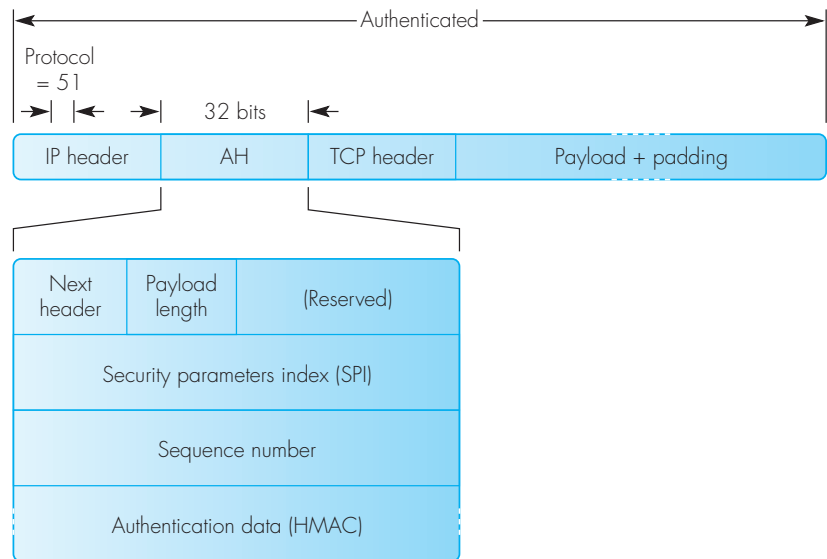 Authenticated
Protocol
= 51
32 bits
IP header
AH
TCP header
Payload + padding
Next
header
Payload
length
(Reserved)
Security parameters index (SPI)
Sequence number
Authentication data (HMAC)